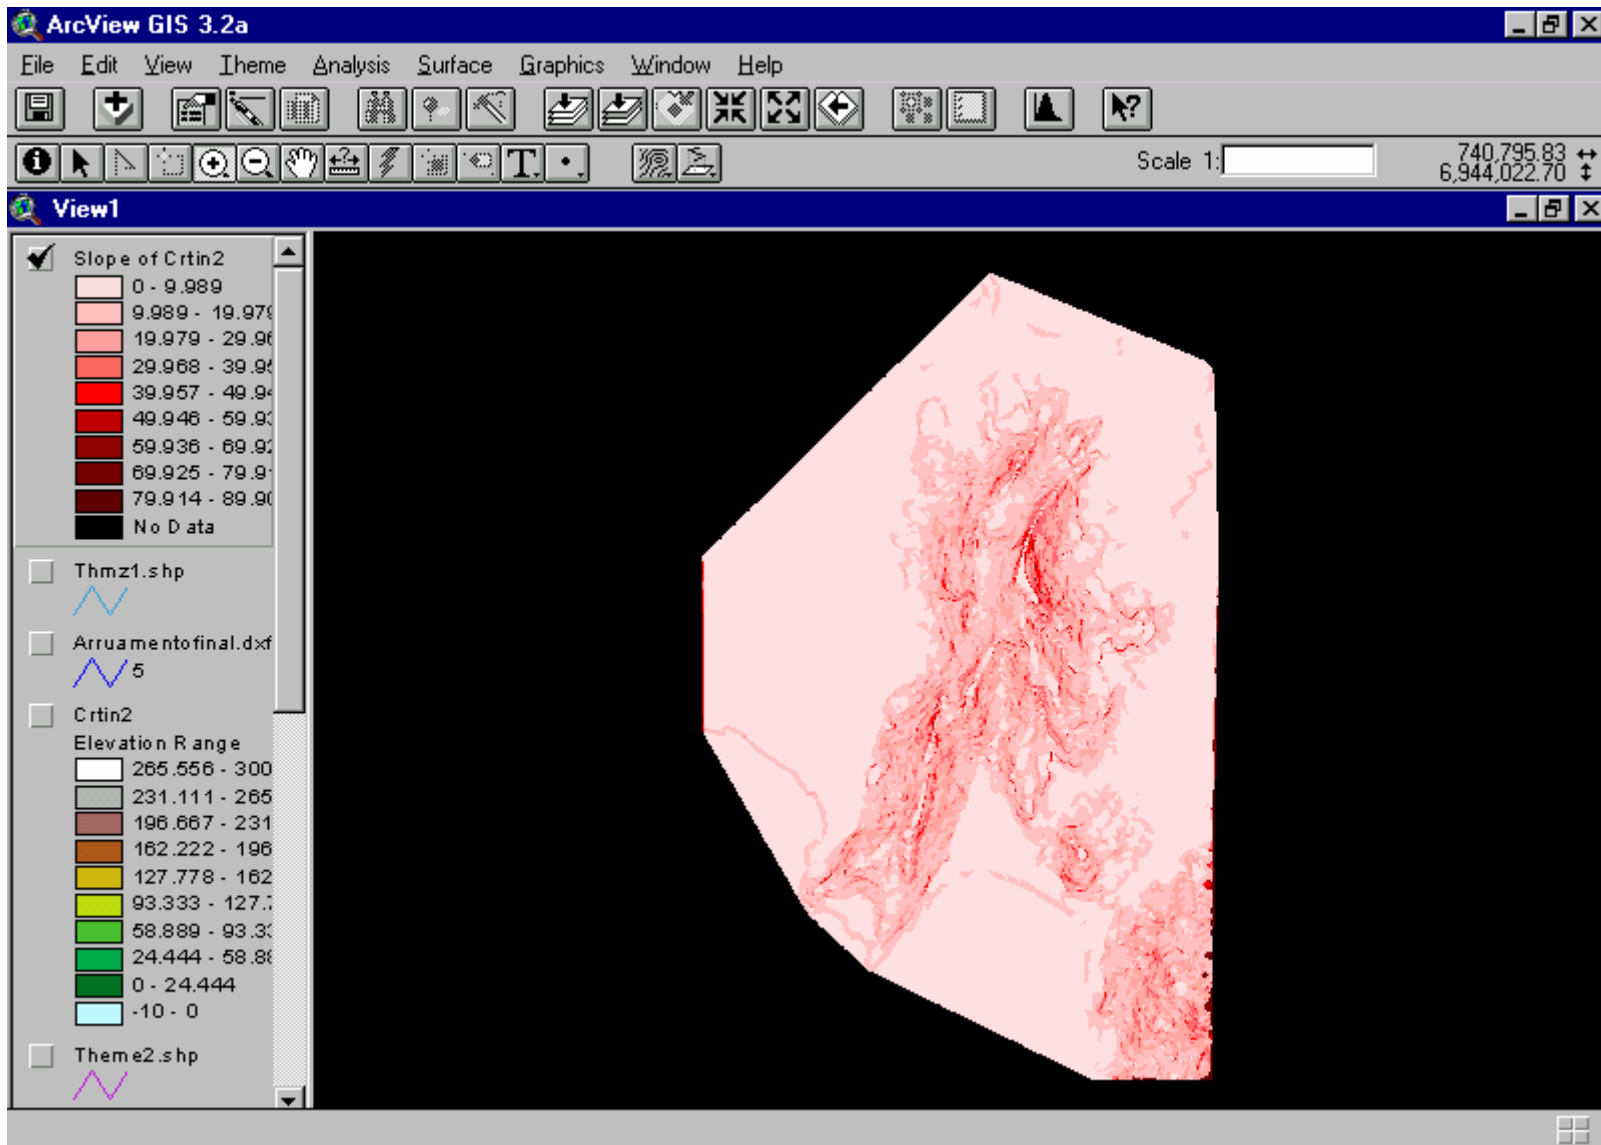 ArcView GIS 3.2a
File Edit View Theme Analysis Surface Graphics Window Help
Scale 1:
740,795.83
6,944,022.70
View1
Slope of Crtin2
0 - 9.989
9.989 - 19.979
19.979 - 29.96
29.968 - 39.95
39.957 - 49.94
49.946 - 59.93
59.936 - 69.92
69.925 - 79.91
79.914 - 89.90
No Data
Thmz1.shp
Arruamentofinal.dxf
5
Crtin2
Elevation Range
265.556 - 300
231.111 - 265
196.667 - 231
162.222 - 196
127.778 - 162
93.333 - 127.7
58.889 - 93.33
24.444 - 58.88
0 - 24.444
-10 - 0
Theme2.shp